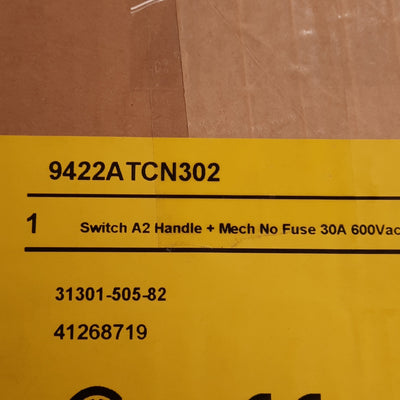 9422ATCN302
1 Switch A2 Handle + Mech No Fuse 30A 600Vac
31301-505-82
41268719